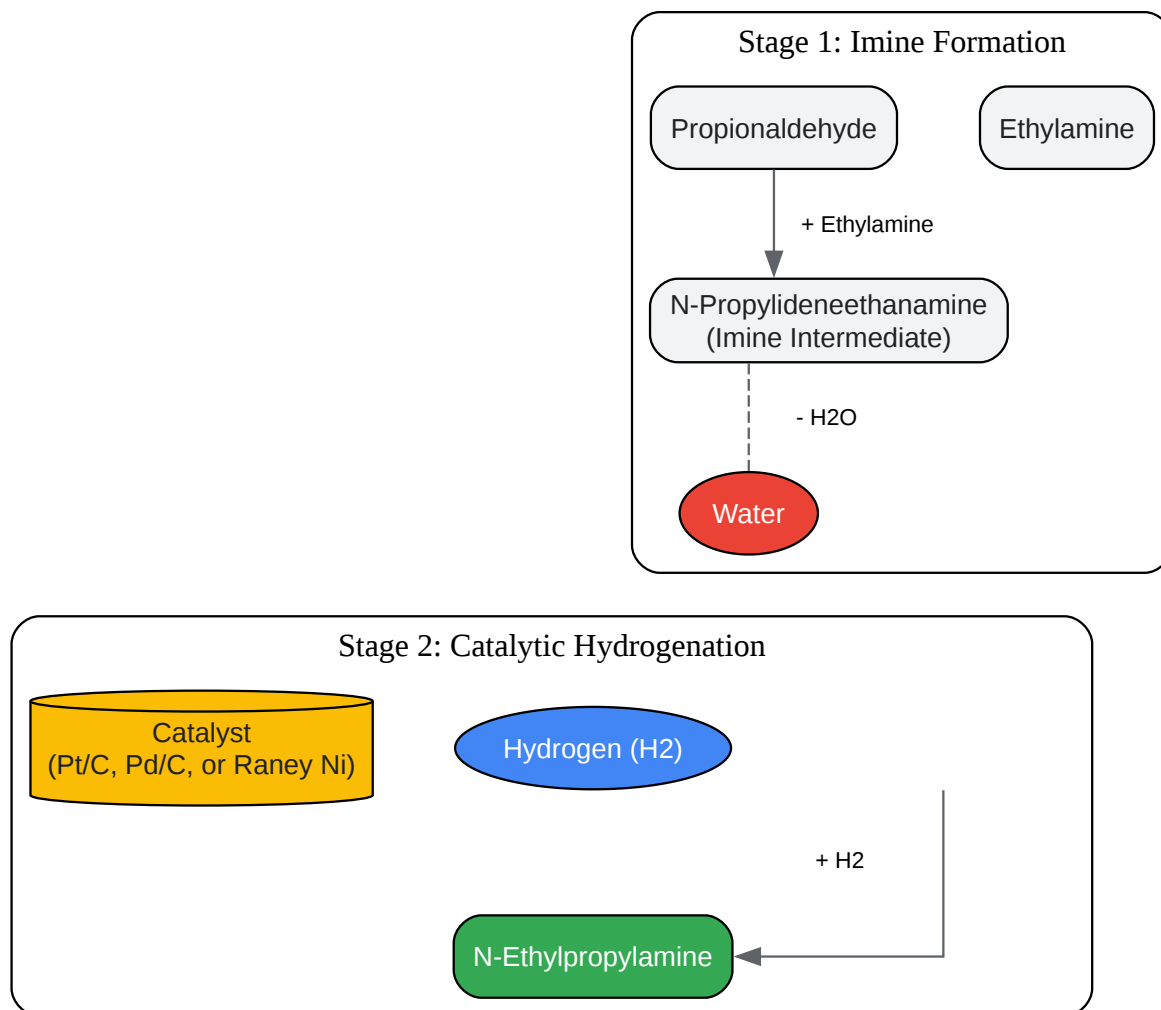 Stage 1: Imine Formation
Propionaldehyde
Ethylamine
+ Ethylamine
N-Propylideneethanamine
(Imine Intermediate)
- H2O
Water
Stage 2: Catalytic Hydrogenation
Catalyst
(Pt/C, Pd/C, or Raney Ni)
Hydrogen (H2)
+ H2
N-Ethylpropylamine